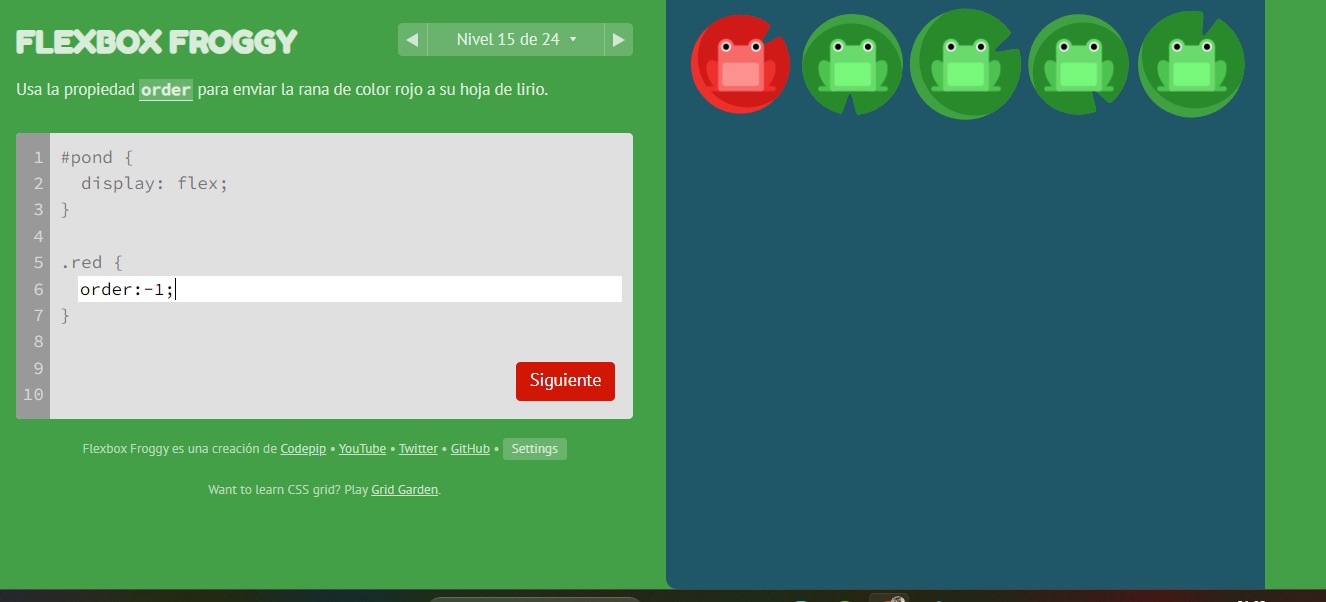 FLEXBOX FROGGY
Nivel 15 de 24
Usa la propiedad order para enviar la rana de color rojo a su hoja de lirio.
1 #pond {
2 display: flex;
3 }
4
5 .red {
6 order:-1;
7 }
8
9
10
Siguiente
Flexbox Froggy es una creación de Codepip • YouTube • Twitter • GitHub • Settings
Want to learn CSS grid? Play Grid Garden.